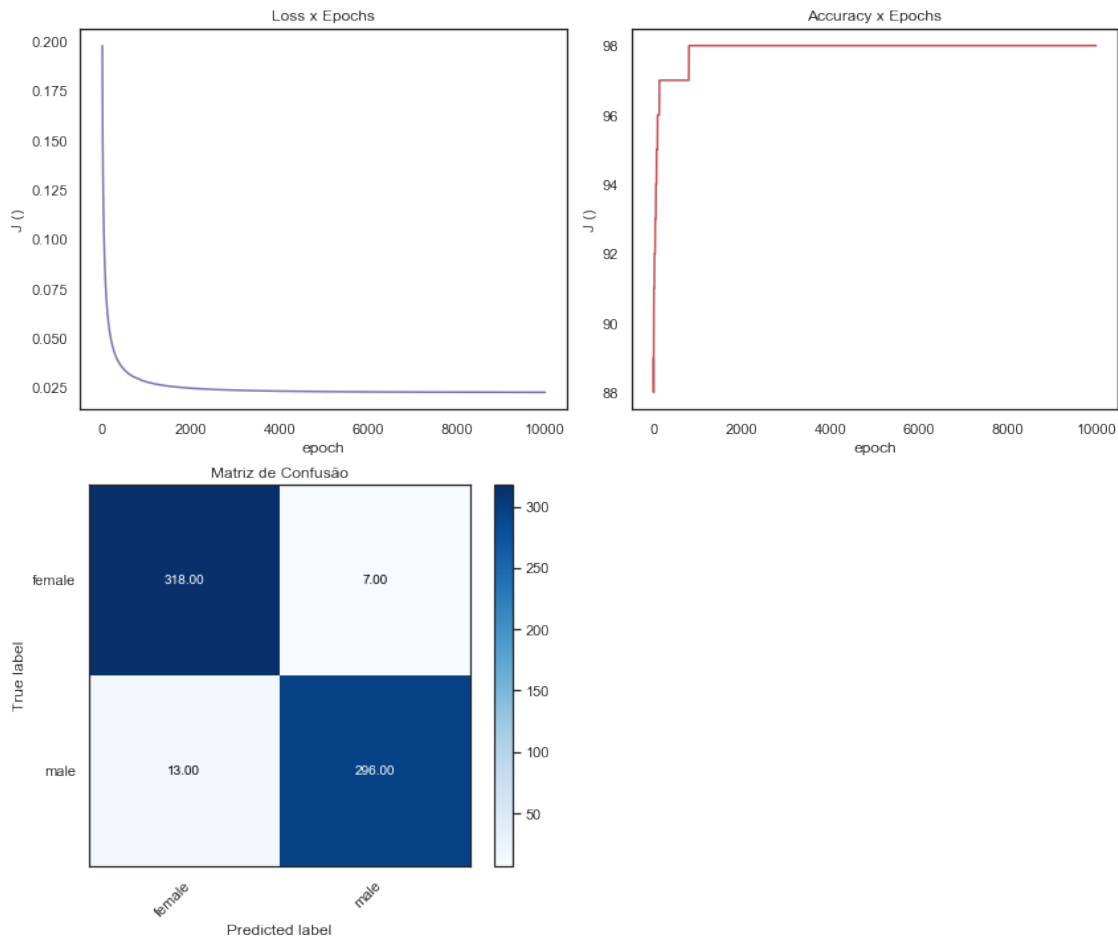 Loss x Epochs
0.200
0.175
0.150
0.125
0.100
0.075
0.050
0.025
J ()
0 2000 4000 6000 8000 10000
epoch
Accuracy x Epochs
98
96
94
92
90
88
J ()
0 2000 4000 6000 8000 10000
epoch
Matriz de Confusão
True label
female
male
318.00 7.00
13.00 296.00
female male
Predicted label
300
250
200
150
100
50